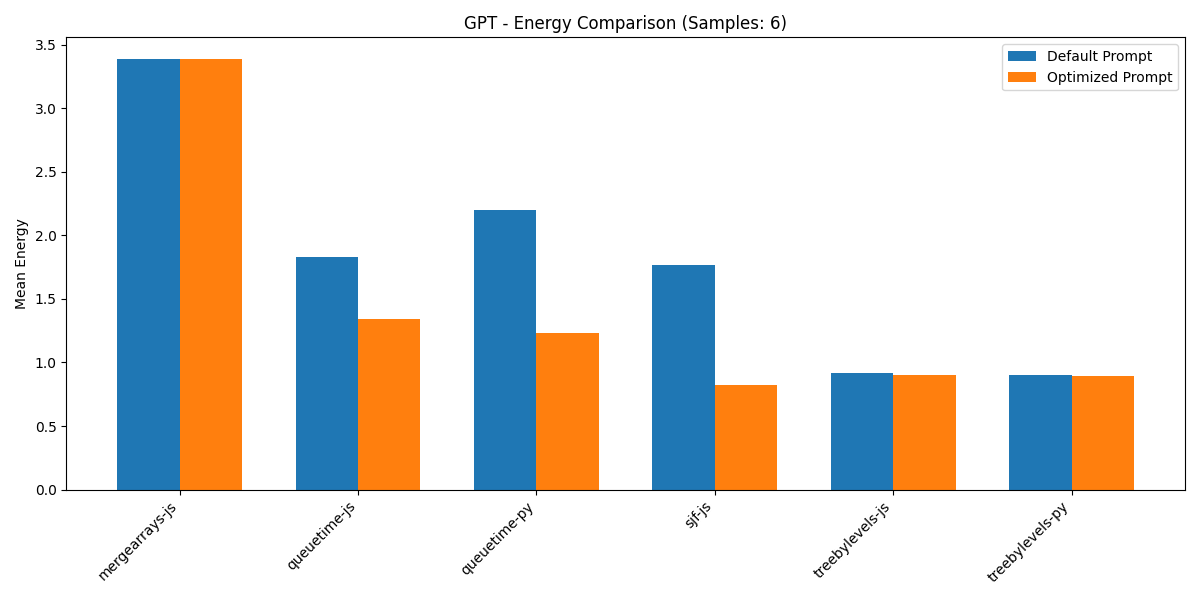 GPT - Energy Comparison (Samples: 6)
Default Prompt
Optimized Prompt
Mean Energy
3.5
3.0
2.5
2.0
1.5
1.0
0.5
0.0
mergearrays-js
queuetime-js
queuetime-py
sjf-js
treebylevels-js
treebylevels-py